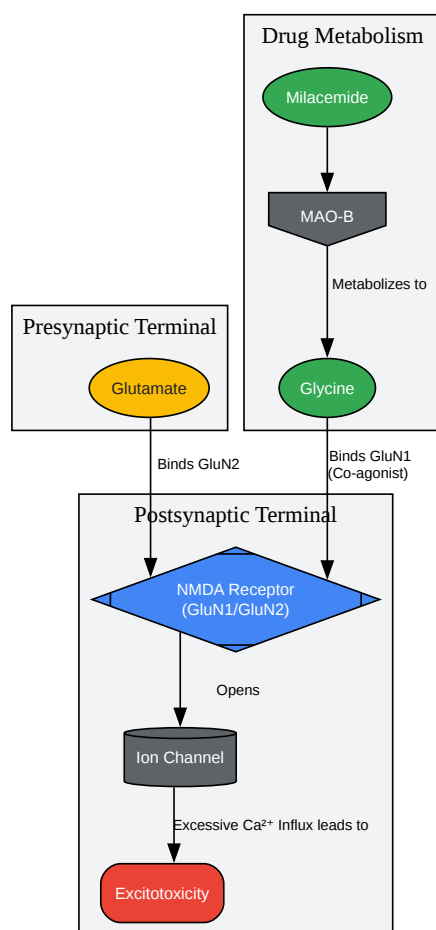 Drug Metabolism
Milacemide
MAO-B
Metabolizes to
Presynaptic Terminal
Glutamate
Glycine
Binds GluN2
Binds GluN1
(Co-agonist)
Postsynaptic Terminal
NMDA Receptor
(GluN1/GluN2)
Opens
Ion Channel
Excessive Ca²⁺ Influx leads to
Excitotoxicity